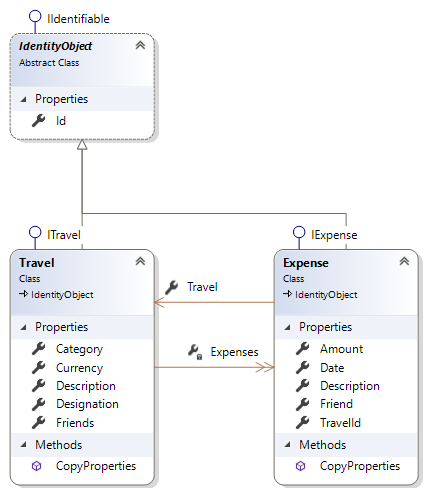 IIdentifiable
IdentityObject
Abstract Class
Properties
Id
ITravel
Travel
Class
IdentityObject
Properties
Category
Currency
Description
Designation
Friends
Methods
CopyProperties
Travel
Expenses
IExpense
Expense
Class
IdentityObject
Properties
Amount
Date
Description
Friend
TravelId
Methods
CopyProperties